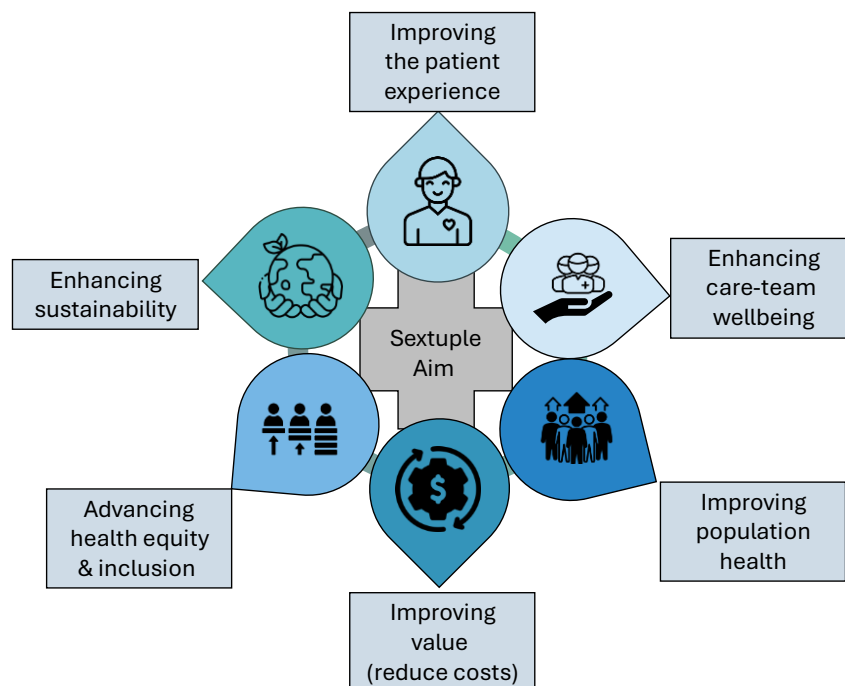 Improving
the patient
experience
Enhancing
sustainability
Enhancing
care-team
wellbeing
Sextuple
Aim
$
Advancing
health equity
& inclusion
Improving
population
health
Improving
value
(reduce costs)